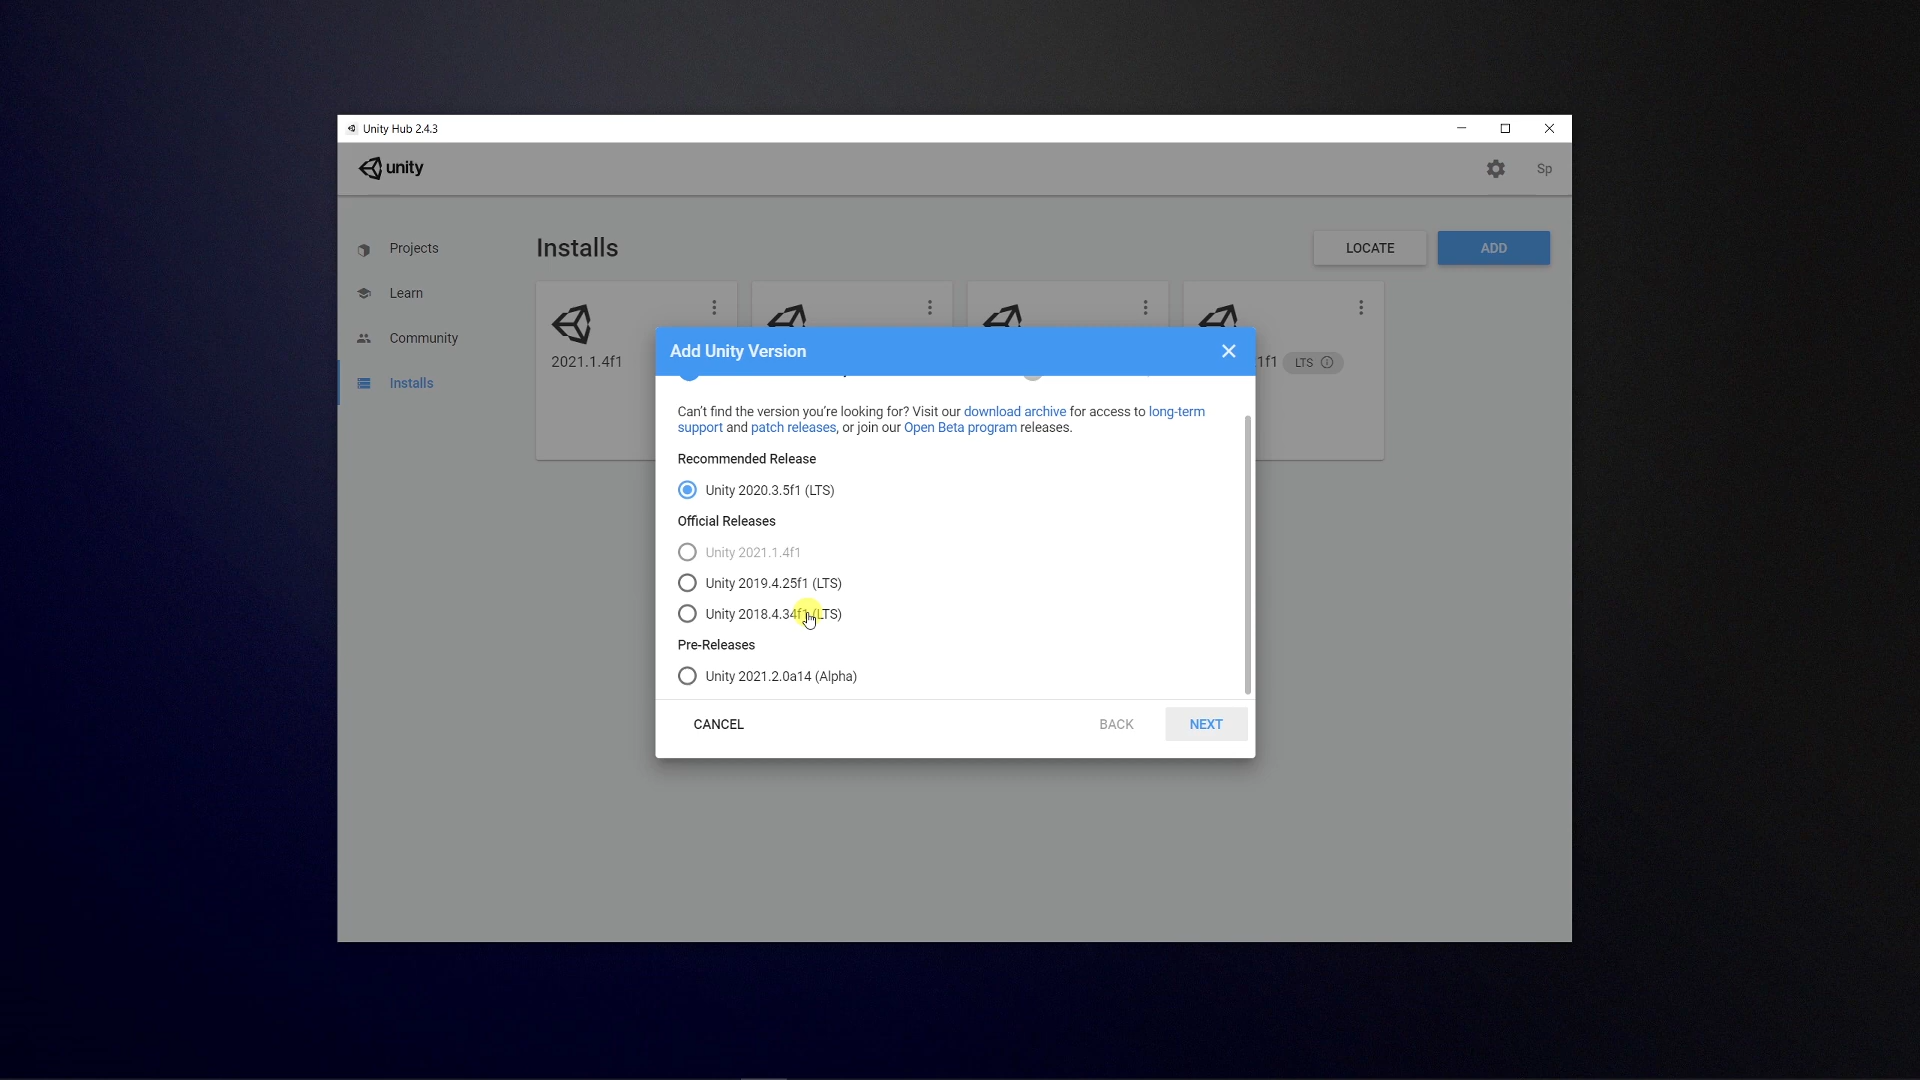 Unity Hub 2.4.3
unity
Sp
Projects
Learn
Community
Installs
Installs
LOCATE
ADD
2021.1.4f1
1f1 LTS
Add Unity Version
Can't find the version you're looking for? Visit our download archive for access to long-term
support and patch releases, or join our Open Beta program releases.
Recommended Release
Unity 2020.3.5f1 (LTS)
Official Releases
Unity 2021.1.4f1
Unity 2019.4.25f1 (LTS)
Unity 2018.4.34f1 (LTS)
Pre-Releases
Unity 2021.2.0a14 (Alpha)
CANCEL
BACK
NEXT